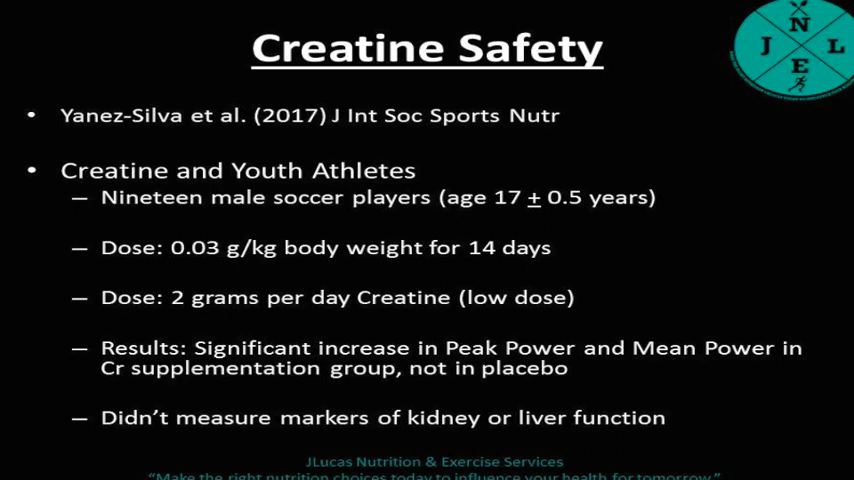 Creatine Safety
J N L E
• Yanez-Silva et al. (2017) J Int Soc Sports Nutr
• Creatine and Youth Athletes
– Nineteen male soccer players (age 17 ± 0.5 years)
– Dose: 0.03 g/kg body weight for 14 days
– Dose: 2 grams per day Creatine (low dose)
– Results: Significant increase in Peak Power and Mean Power in
Cr supplementation group, not in placebo
– Didn't measure markers of kidney or liver function
JLucas Nutrition & Exercise Services
"Make the right nutrition choices today to influence your health for tomorrow."